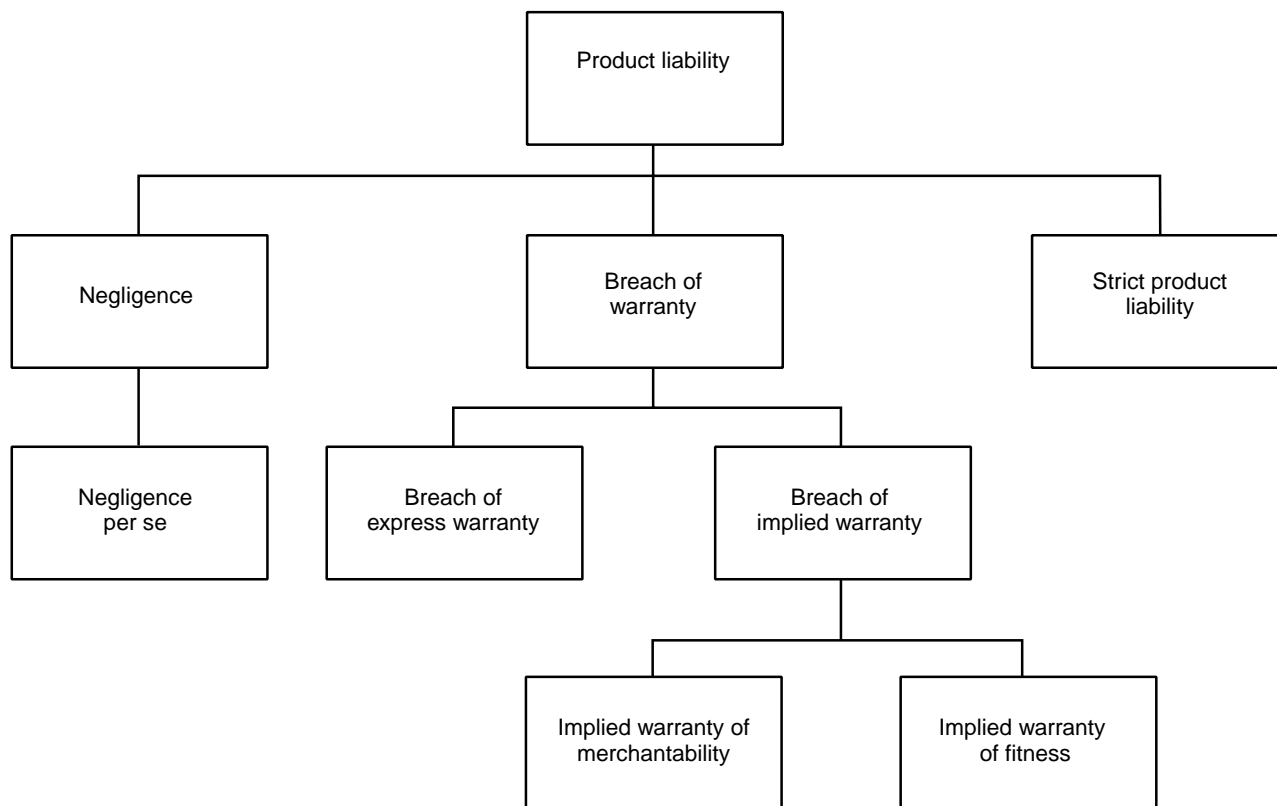 Product liability
Negligence
Breach of
warranty
Strict product
liability
Negligence
per se
Breach of
express warranty
Breach of
implied warranty
Implied warranty of
merchantability
Implied warranty
of fitness